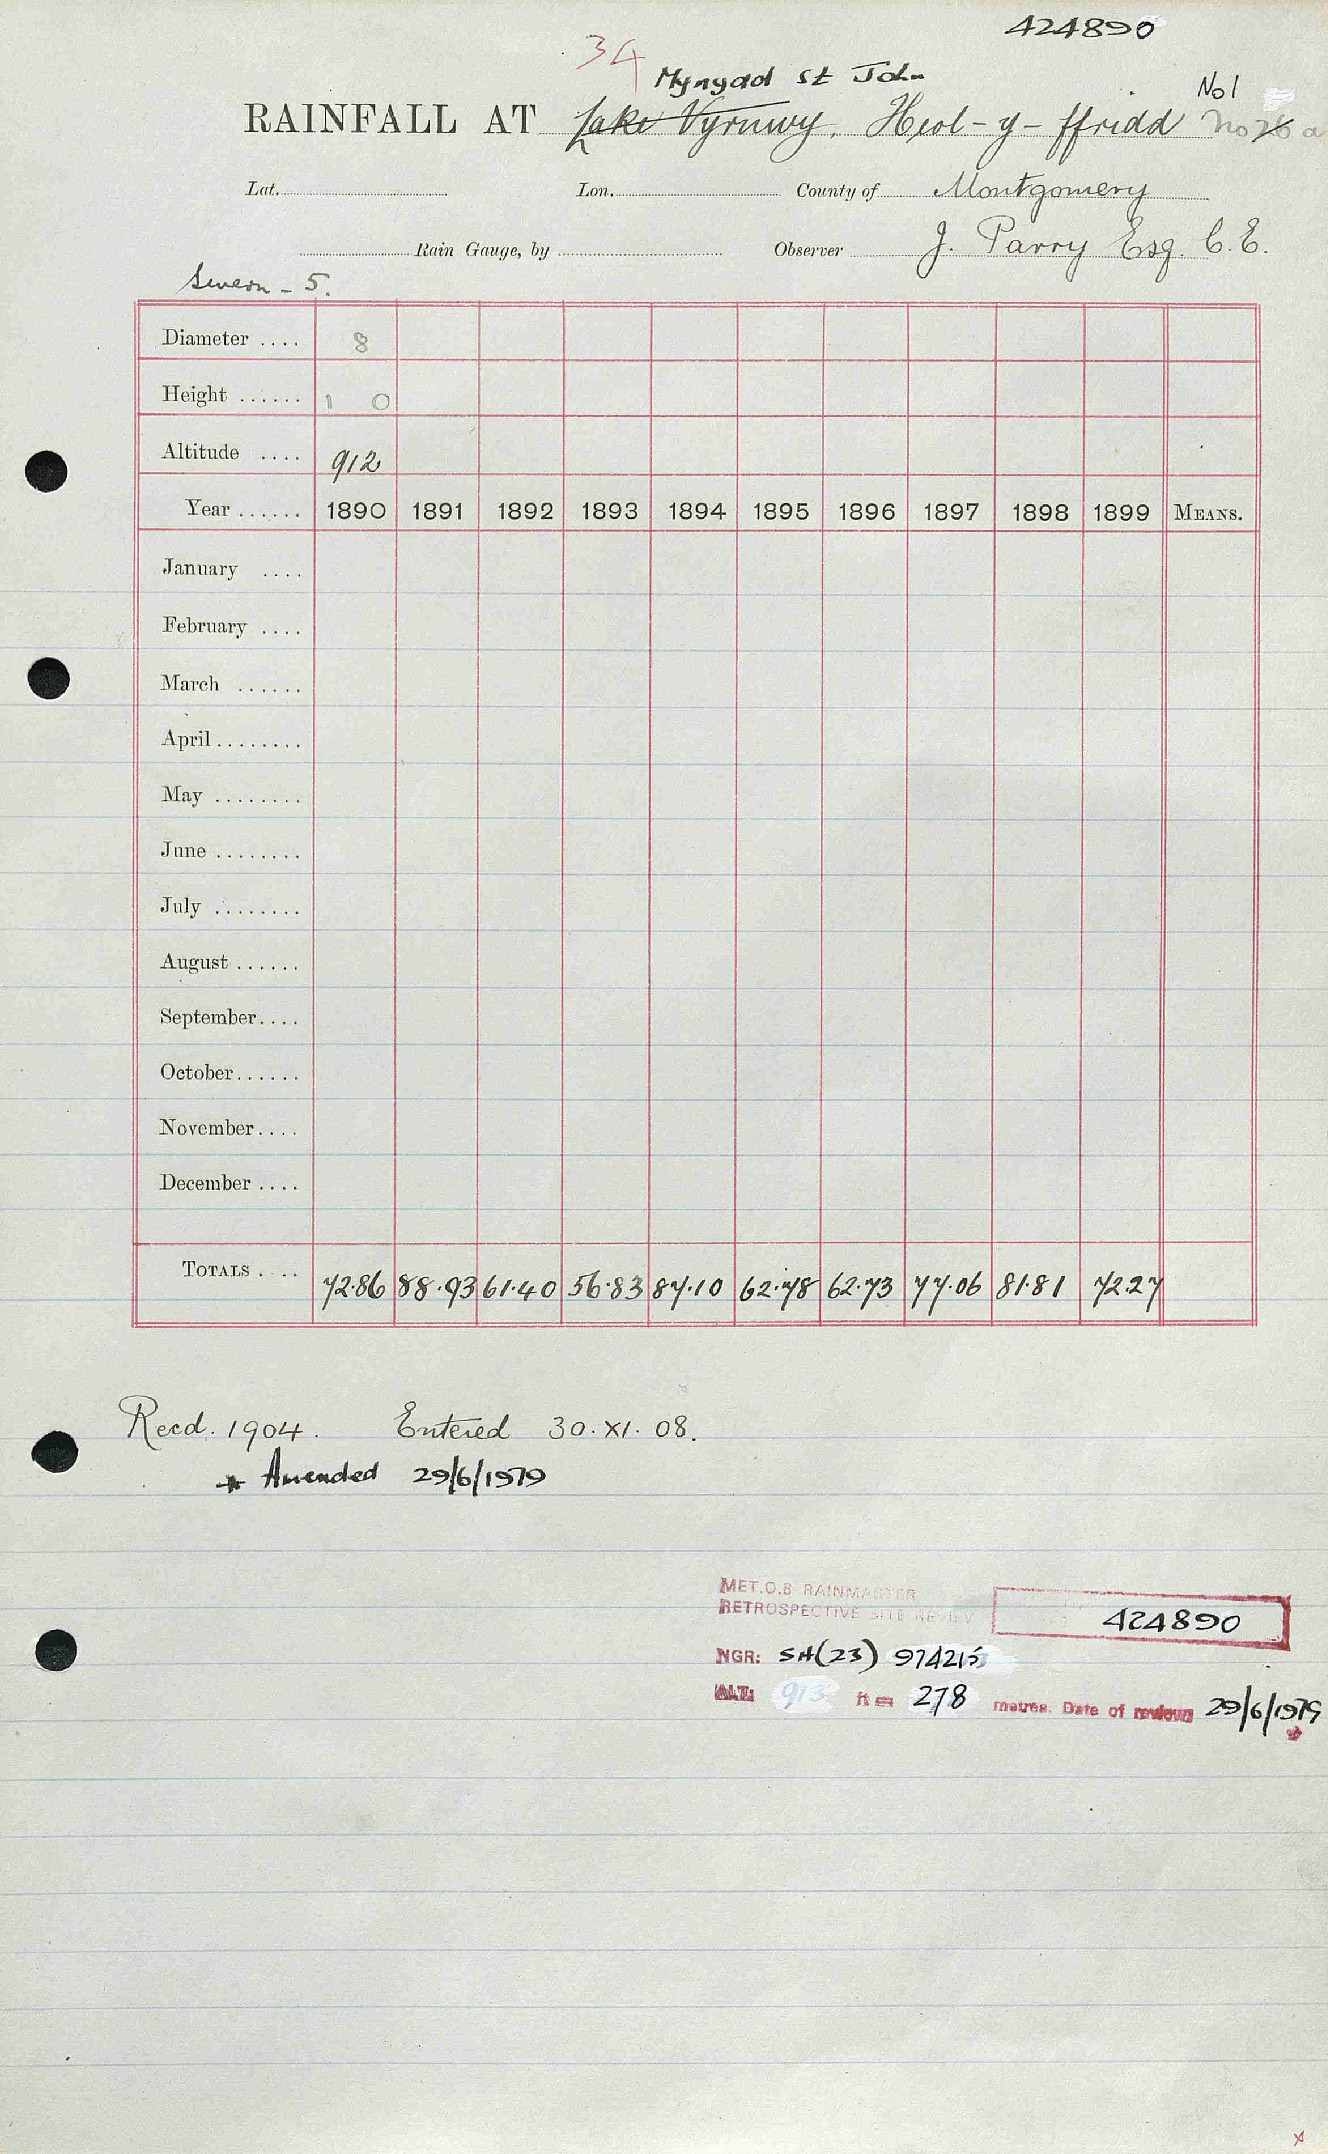 424890
34
Mynydd St John
No 1
RAINFALL AT Lake Vyrnwy. Heol-y-ffridd No
Lat. Lon. County of Montgomery
Rain Gauge, by Observer J. Parry Esq. C.E.
Severn - 5.
Diameter .... 8
Height ...... 1 0
Altitude .... 912
Year ...... 1890 1891 1892 1893 1894 1895 1896 1897 1898 1899 MEANS.
January ....
February ....
March ......
April ........
May ........
June ........
July ........
August ......
September....
October......
November....
December ....
TOTALS .... 72.86 88.93 61.40 56.83 87.10 62.78 62.73 77.06 81.81 72.27
Recd. 1904. Entered 30.XI.08.
* Amended 29/6/1979
MET.O.8 RAINMASTER
RETROSPECTIVE SITE REVIEW 424890
NGR: SH(23) 974215
ALT: 913 ft = 278 metres. Date of review 29/6/1979
*